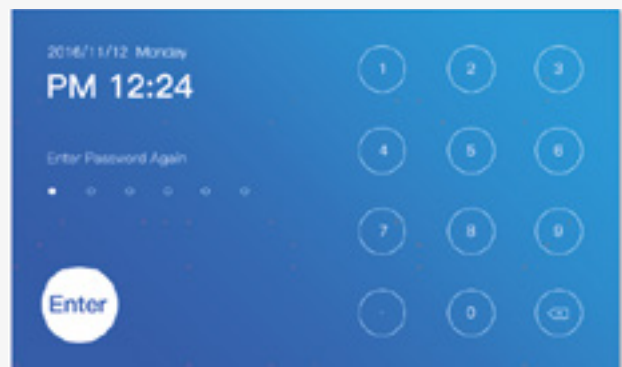 2016/11/12 Monday
PM 12:24
Enter Password Again
Enter
1 2 3
4 5 6
7 8 9
· 0